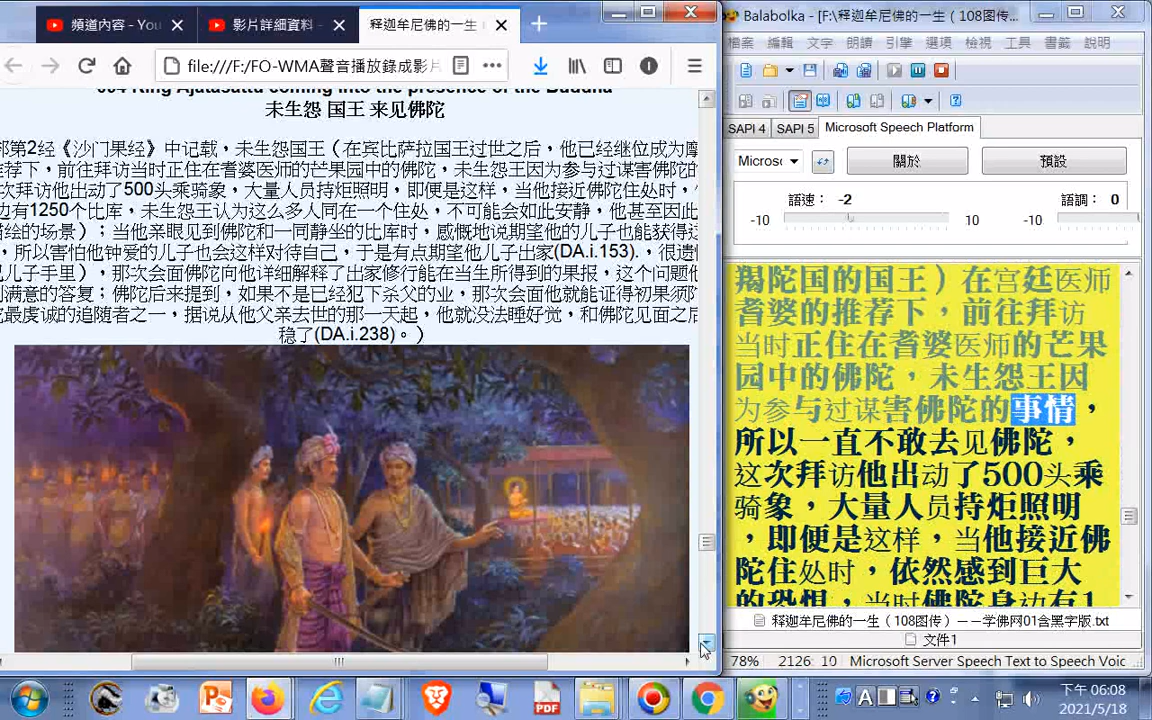 頻道內容 - You
影片詳細資料 -
释迦牟尼佛的一生
file:///F:/FO-WMA聲音播放錄成影片
094 King Ajatasattu coming into the presence of the Buddha
未生怨 国王 来见佛陀
部第2经《沙门果经》中记载，未生怨国王（在宾比萨拉国王过世之后，他已经继位成为摩
荐下，前往拜访当时正住在耆婆医师的芒果园中的佛陀，未生怨王因为参与过谋害佛陀的
次拜访他出动了500头乘骑象，大量人员持炬照明，即便是这样，当他接近佛陀住处时，
边有1250个比库，未生怨王认为这么多人同在一个住处，不可能会如此安静，他甚至因此
绘的场景）；当他亲眼见到佛陀和一同静坐的比库时，感慨地说期望他的儿子也能获得这
，所以害怕他钟爱的儿子也会这样对待自己，于是有点期望他儿子出家(DA.i.153).，很遗
儿子手里），那次会面佛陀向他详细解释了出家修行能在当生所得到的果报，这个问题他
满意的答复；佛陀后来提到，如果不是已经犯下杀父的业，那次会面他就能证得初果须陀
最虔诚的追随者之一，据说从他父亲去世的那一天起，他就没法睡好觉，和佛陀见面之后
稳了(DA.i.238)。）
Balabolka - [F:\释迦牟尼佛的一生（108图传）...
檔案 編輯 文字 朗讀 引擎 選項 檢視 工具 書籤 說明
SAPI 4 SAPI 5 Microsoft Speech Platform
Micros 關於 預設
語速： -2 語調： 0
-10 10 -10
羯陀国的国王）在宫廷医师
耆婆的推荐下，前往拜访
当时正住在耆婆医师的芒果
园中的佛陀，未生怨王因
为参与过谋害佛陀的事情，
所以一直不敢去见佛陀，
这次拜访他出动了500头乘
骑象，大量人员持炬照明
，即便是这样，当他接近佛
陀住处时，依然感到巨大
的恐惧，当时佛陀身边有1
释迦牟尼佛的一生（108图传）——学佛网01含黑字版.txt
文件1
78% 2126: 10 Microsoft Server Speech Text to Speech Voic
下午 06:08
2021/5/18